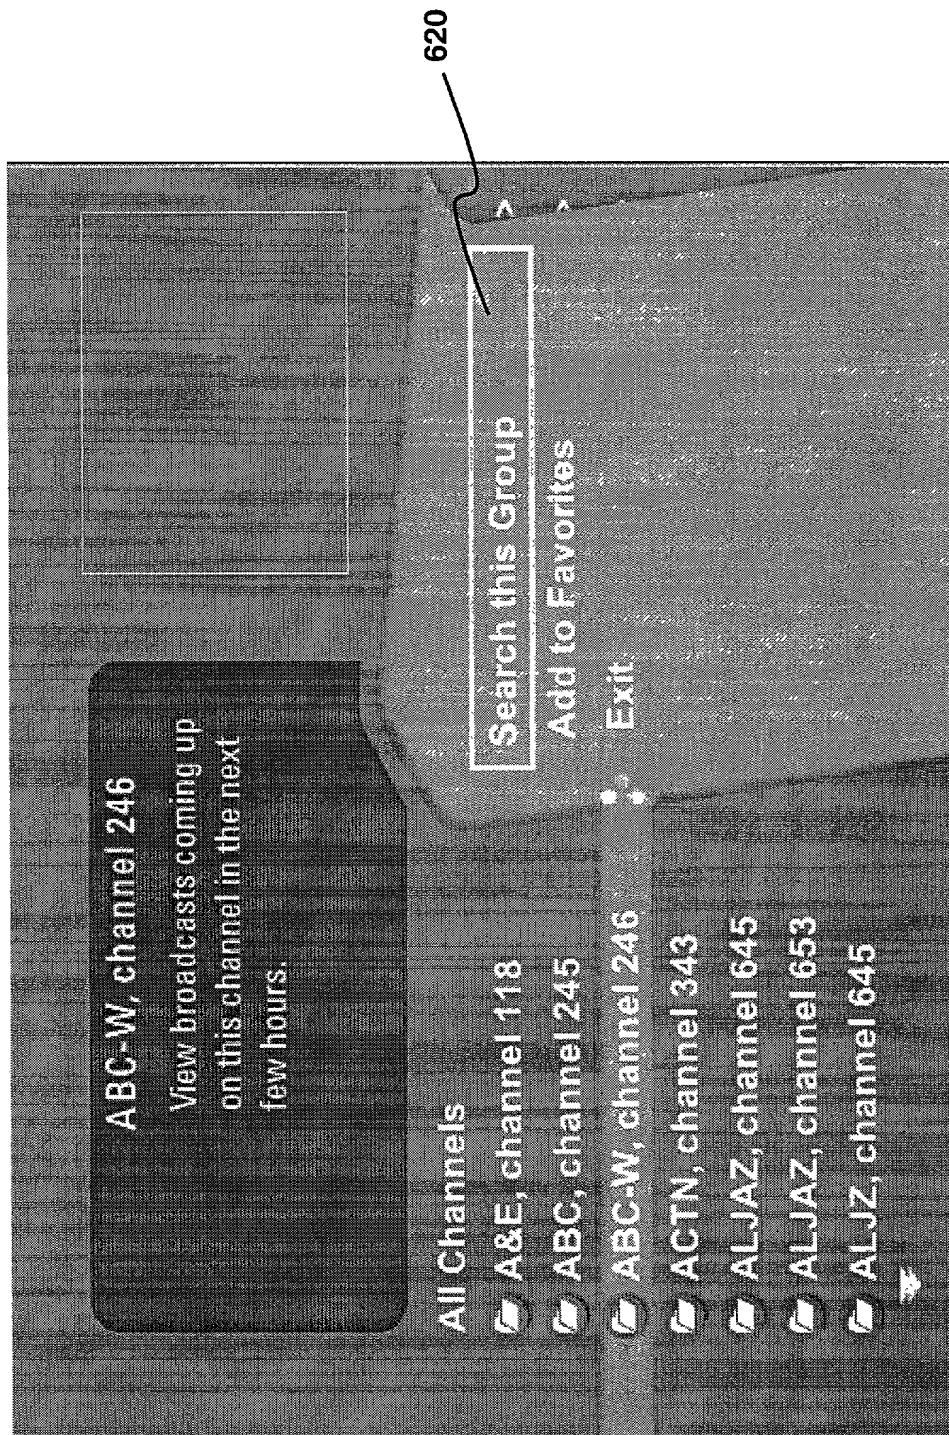 620
ABC-W, channel 246
View broadcasts coming up
on this channel in the next
few hours.
All Channels
A&E, channel 118
ABC, channel 245
ABC-W, channel 246
ACTN, channel 343
ALJAZ, channel 645
ALJAZ, channel 653
ALJZ, channel 645
Search this Group
Add to Favorites
Exit